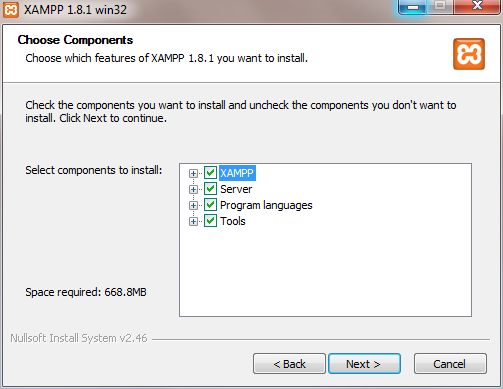 XAMPP 1.8.1 win32
Choose Components
Choose which features of XAMPP 1.8.1 you want to install.
Check the components you want to install and uncheck the components you don't want to
install. Click Next to continue.
Select components to install:
XAMPP
Server
Program languages
Tools
Space required: 668.8MB
Nullsoft Install System v2.46
< Back
Next >
Cancel